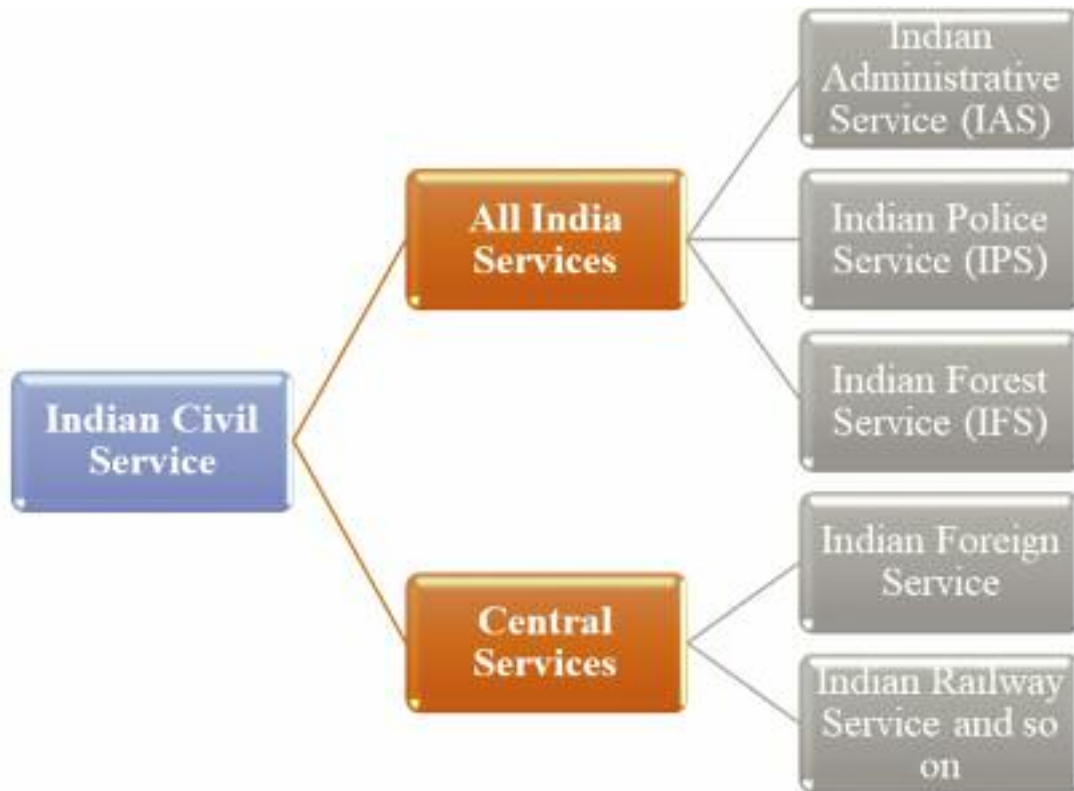 Indian Civil
Service
All India
Services
Central
Services
Indian
Administrative
Service (IAS)
Indian Police
Service (IPS)
Indian Forest
Service (IFS)
Indian Foreign
Service
Indian Railway
Service and so
on